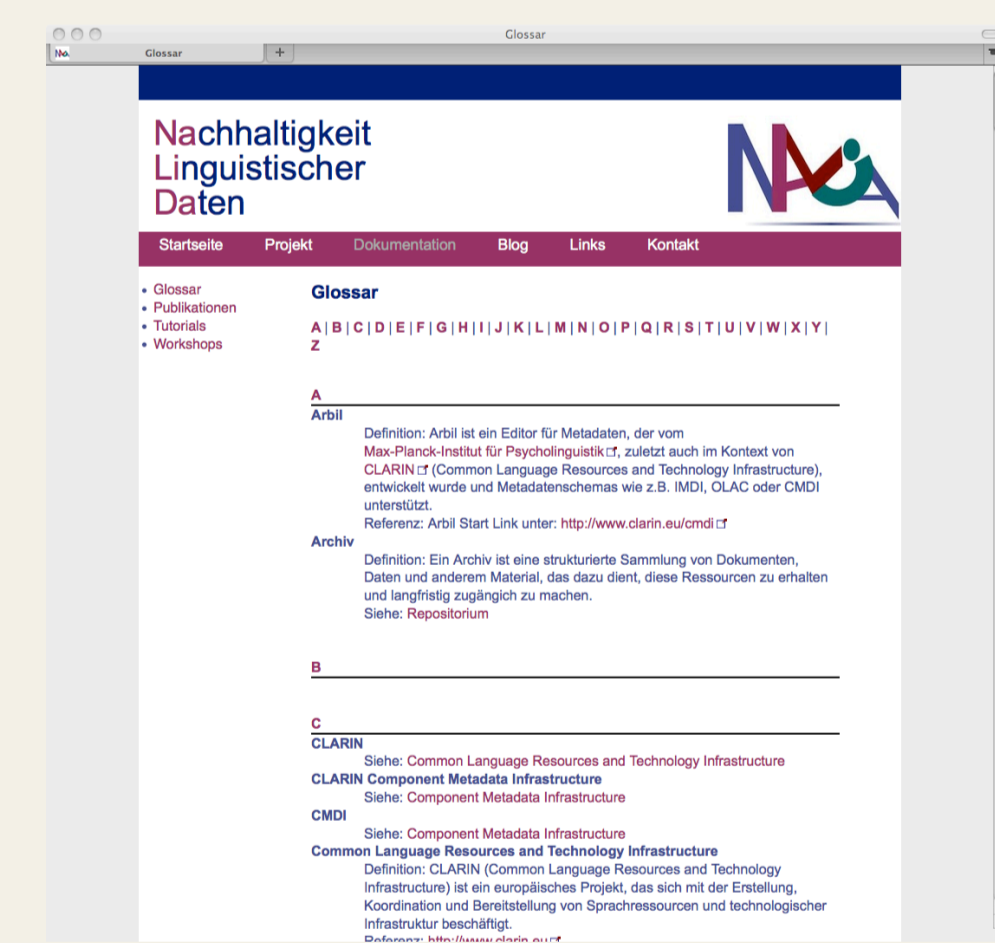 Glossar
Glossar
+
Nachhaltigkeit
Linguistischer
Daten
NALIDA
Startseite Projekt Dokumentation Blog Links Kontakt
• Glossar
• Publikationen
• Tutorials
• Workshops
Glossar
A | B | C | D | E | F | G | H | I | J | K | L | M | N | O | P | Q | R | S | T | U | V | W | X | Y |
Z
A
Arbil
Definition: Arbil ist ein Editor für Metadaten, der vom
Max-Planck-Institut für Psycholinguistik, zuletzt auch im Kontext von
CLARIN (Common Language Resources and Technology Infrastructure),
entwickelt wurde und Metadatenschemas wie z.B. IMDI, OLAC oder CMDI
unterstützt.
Referenz: Arbil Start Link unter: http://www.clarin.eu/cmdi
Archiv
Definition: Ein Archiv ist eine strukturierte Sammlung von Dokumenten,
Daten und anderem Material, das dazu dient, diese Ressourcen zu erhalten
und langfristig zugängich zu machen.
Siehe: Repositorium
B
C
CLARIN
Siehe: Common Language Resources and Technology Infrastructure
CLARIN Component Metadata Infrastructure
Siehe: Component Metadata Infrastructure
CMDI
Siehe: Component Metadata Infrastructure
Common Language Resources and Technology Infrastructure
Definition: CLARIN (Common Language Resources and Technology
Infrastructure) ist ein europäisches Projekt, das sich mit der Erstellung,
Koordination und Bereitstellung von Sprachressourcen und technologischer
Infrastruktur beschäftigt.
Referenz: http://www.clarin.eu